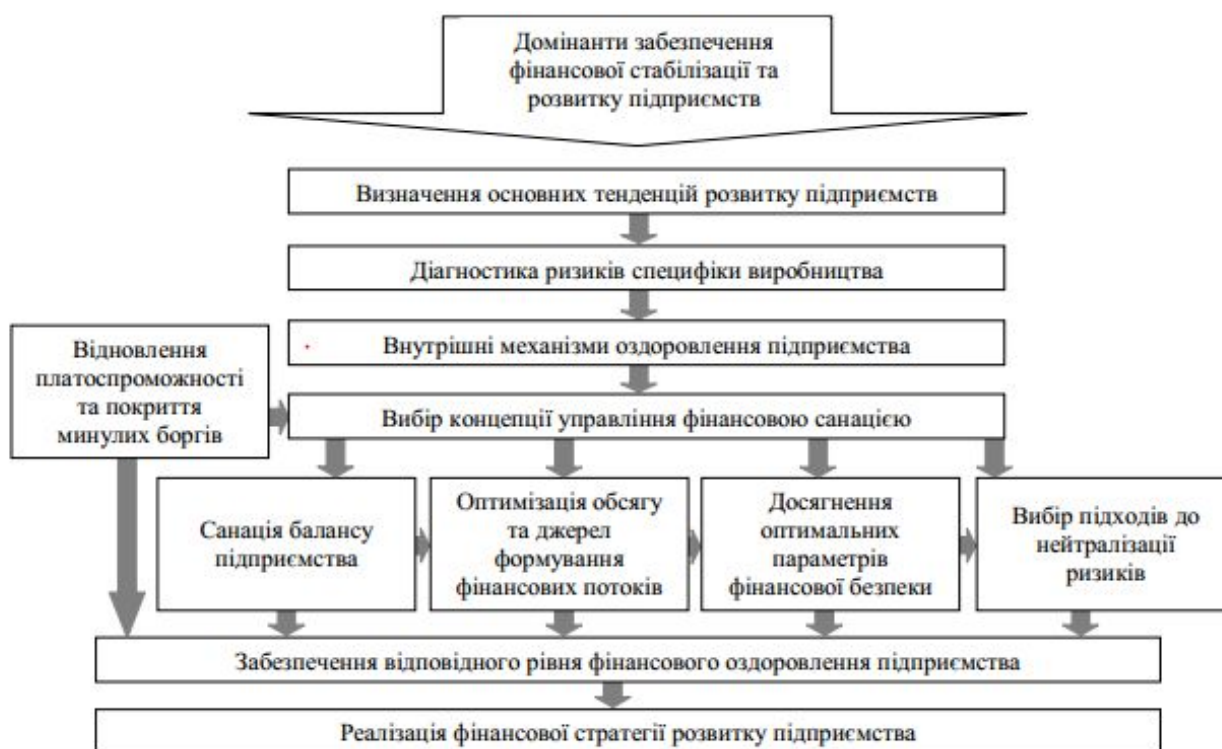 Домінанти забезпечення
фінансової стабілізації та
розвитку підприємств
Визначення основних тенденцій розвитку підприємств
Діагностика ризиків специфіки виробництва
Внутрішні механізми оздоровлення підприємства
Відновлення
платоспроможності
та покриття
минулих боргів
Вибір концепції управління фінансовою санацією
Санація балансу
підприємства
Оптимізація обсягу
та джерел
формування
фінансових потоків
Досягнення
оптимальних
параметрів
фінансової безпеки
Вибір підходів до
нейтралізації
ризиків
Забезпечення відповідного рівня фінансового оздоровлення підприємства
Реалізація фінансової стратегії розвитку підприємства